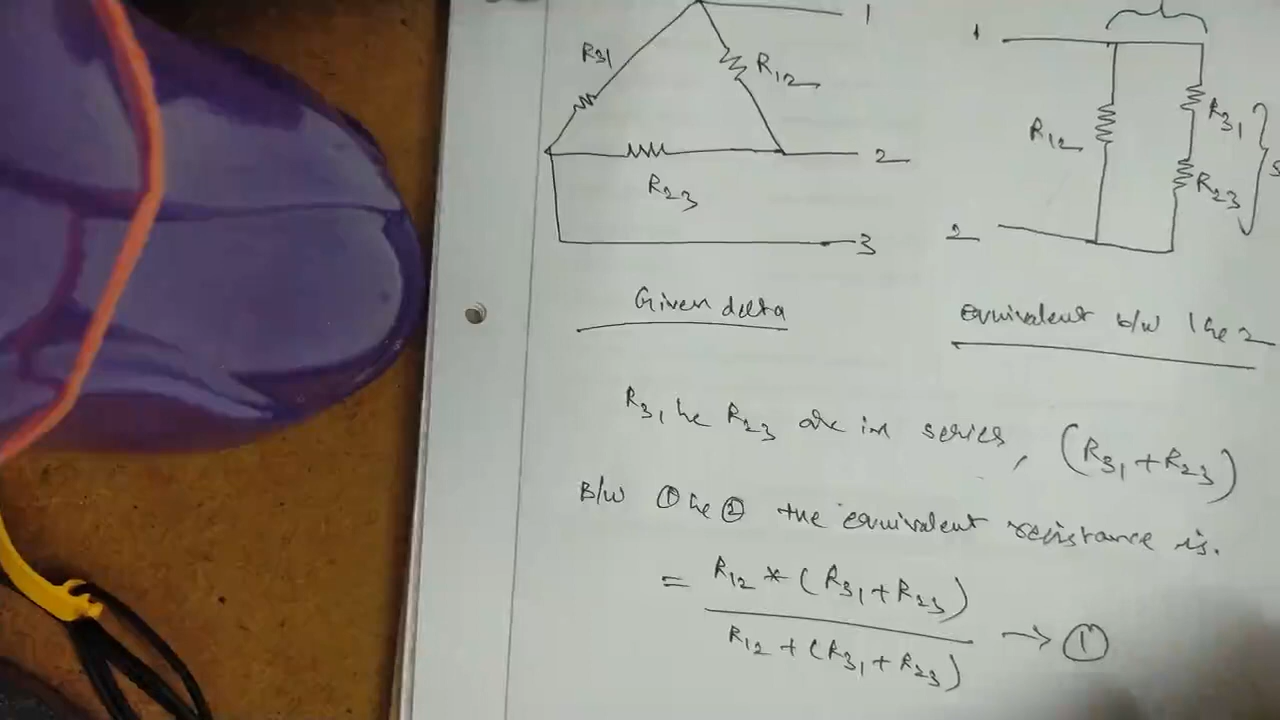 1
R31
R12
2
R23
3
Given delta
1
R12
R31
R23
2
equivalent b/w 1 & 2
R31 & R23 are in series, (R31+R23)
B/W ① & ② the equivalent resistance is.
= R12 * (R31+R23)
R12 + (R31+R23) → ①